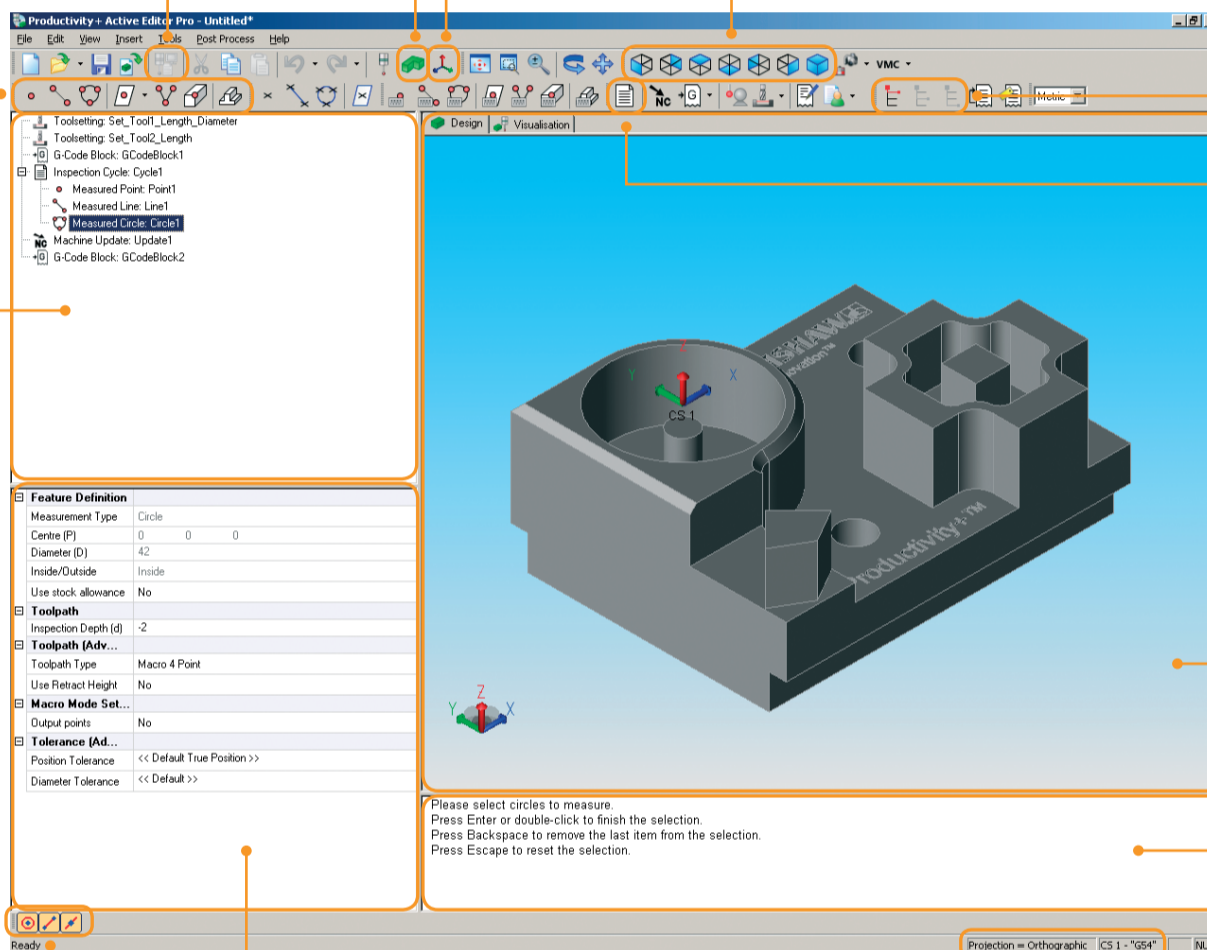 Productivity+ Active Editor Pro - Untitled*
File Edit View Insert Tools Post Process Help
VMC
NC G Metric
Toolsetting: Set_Tool1_Length_Diameter
Toolsetting: Set_Tool2_Length
G-Code Block: GCodeBlock1
Inspection Cycle: Cycle1
Measured Point: Point1
Measured Line: Line1
Measured Circle: Circle1
NC Machine Update: Update1
G-Code Block: GCodeBlock2
Design Visualisation
Z
Y X
CS 1
Productivity+™
Z
Y X
Feature Definition
Measurement Type Circle
Centre (P) 0 0 0
Diameter (D) 42
Inside/Outside Inside
Use stock allowance No
Toolpath
Inspection Depth (d) -2
Toolpath (Adv...
Toolpath Type Macro 4 Point
Use Retract Height No
Macro Mode Set...
Output points No
Tolerance (Ad...
Position Tolerance << Default True Position >>
Diameter Tolerance << Default >>
Please select circles to measure.
Press Enter or double-click to finish the selection.
Press Backspace to remove the last item from the selection.
Press Escape to reset the selection.
Ready Projection = Orthographic CS 1 - "G54" NU